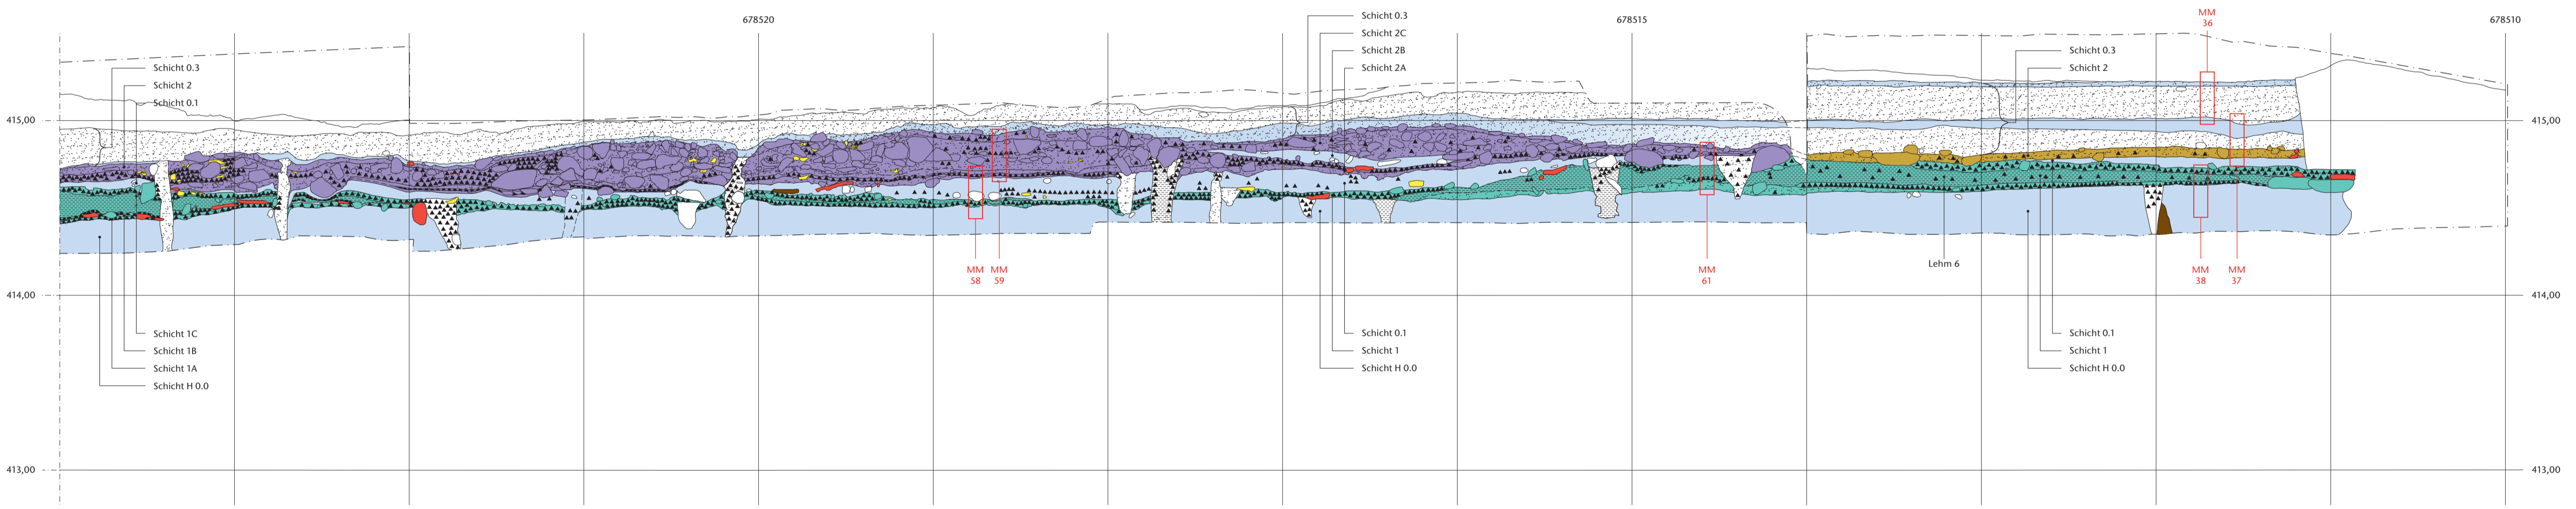 678520
678515
678510
MM
36
Schicht 0.3
Schicht 2
Schicht 0.1
Schicht 0.3
Schicht 2C
Schicht 2B
Schicht 2A
Schicht 0.3
Schicht 2
415,00
415,00
MM
58
MM
59
MM
61
Lehm 6
MM
38
MM
37
414,00
414,00
Schicht 1C
Schicht 1B
Schicht 1A
Schicht H 0.0
Schicht 0.1
Schicht 1
Schicht H 0.0
Schicht 0.1
Schicht 1
Schicht H 0.0
413,00
413,00